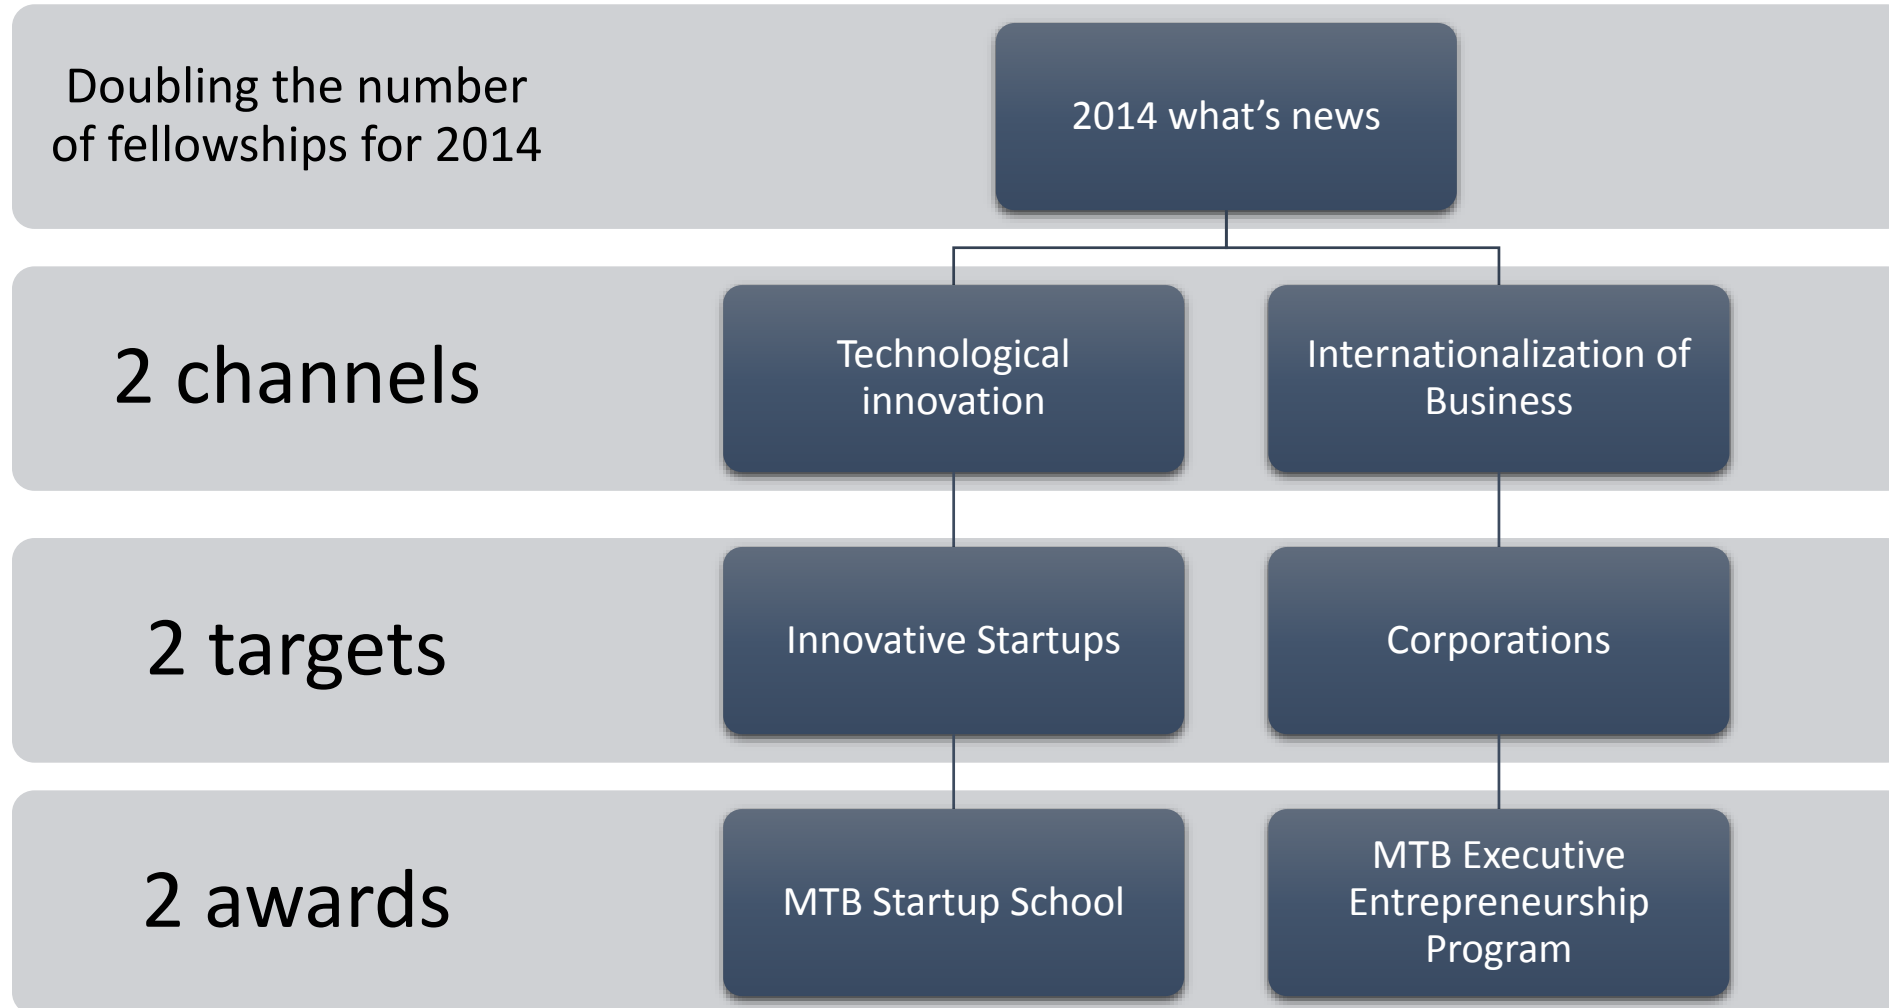 Doubling the number
of fellowships for 2014
2014 what’s news
2 channels
Technological
innovation
Internationalization of
Business
2 targets
Innovative Startups
Corporations
2 awards
MTB Startup School
MTB Executive
Entrepreneurship
Program